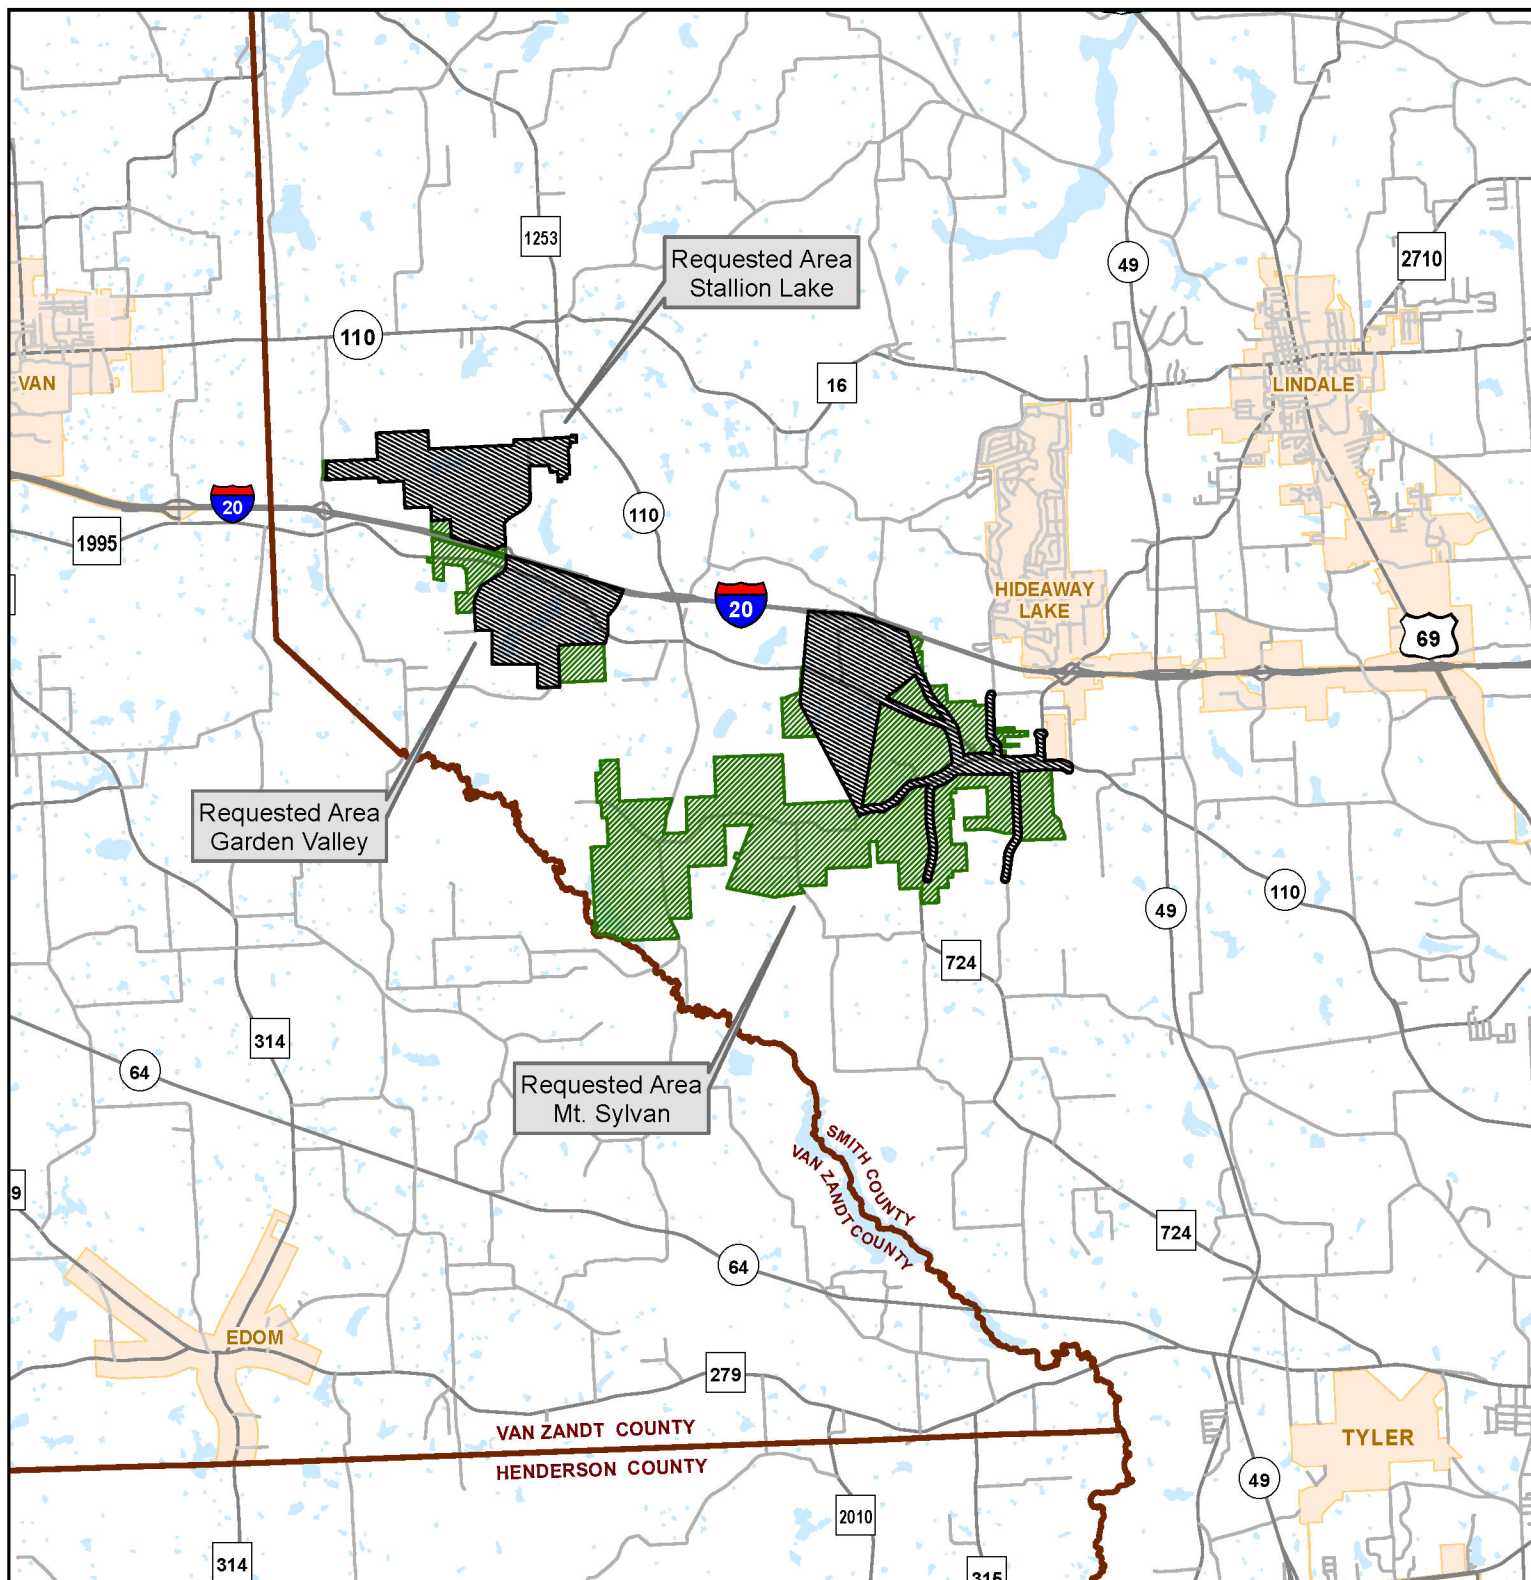 1253
Requested Area
Stallion Lake
49
2710
110
VAN
16
LINDALE
20
110
1995
HIDEAWAY
LAKE
20
69
Requested Area
Garden Valley
110
49
724
314
64
Requested Area
Mt. Sylvan
SMITH COUNTY
VAN ZANDT COUNTY
9
724
64
EDOM
279
VAN ZANDT COUNTY
HENDERSON COUNTY
TYLER
49
2010
314
315